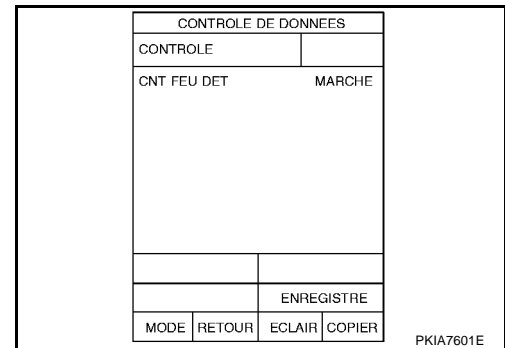 CONTROLE DE DONNEES
CONTROLE
CNT FEU DET MARCHE
ENREGISTRE
MODE RETOUR ECLAIR COPIER
PKIA7601E